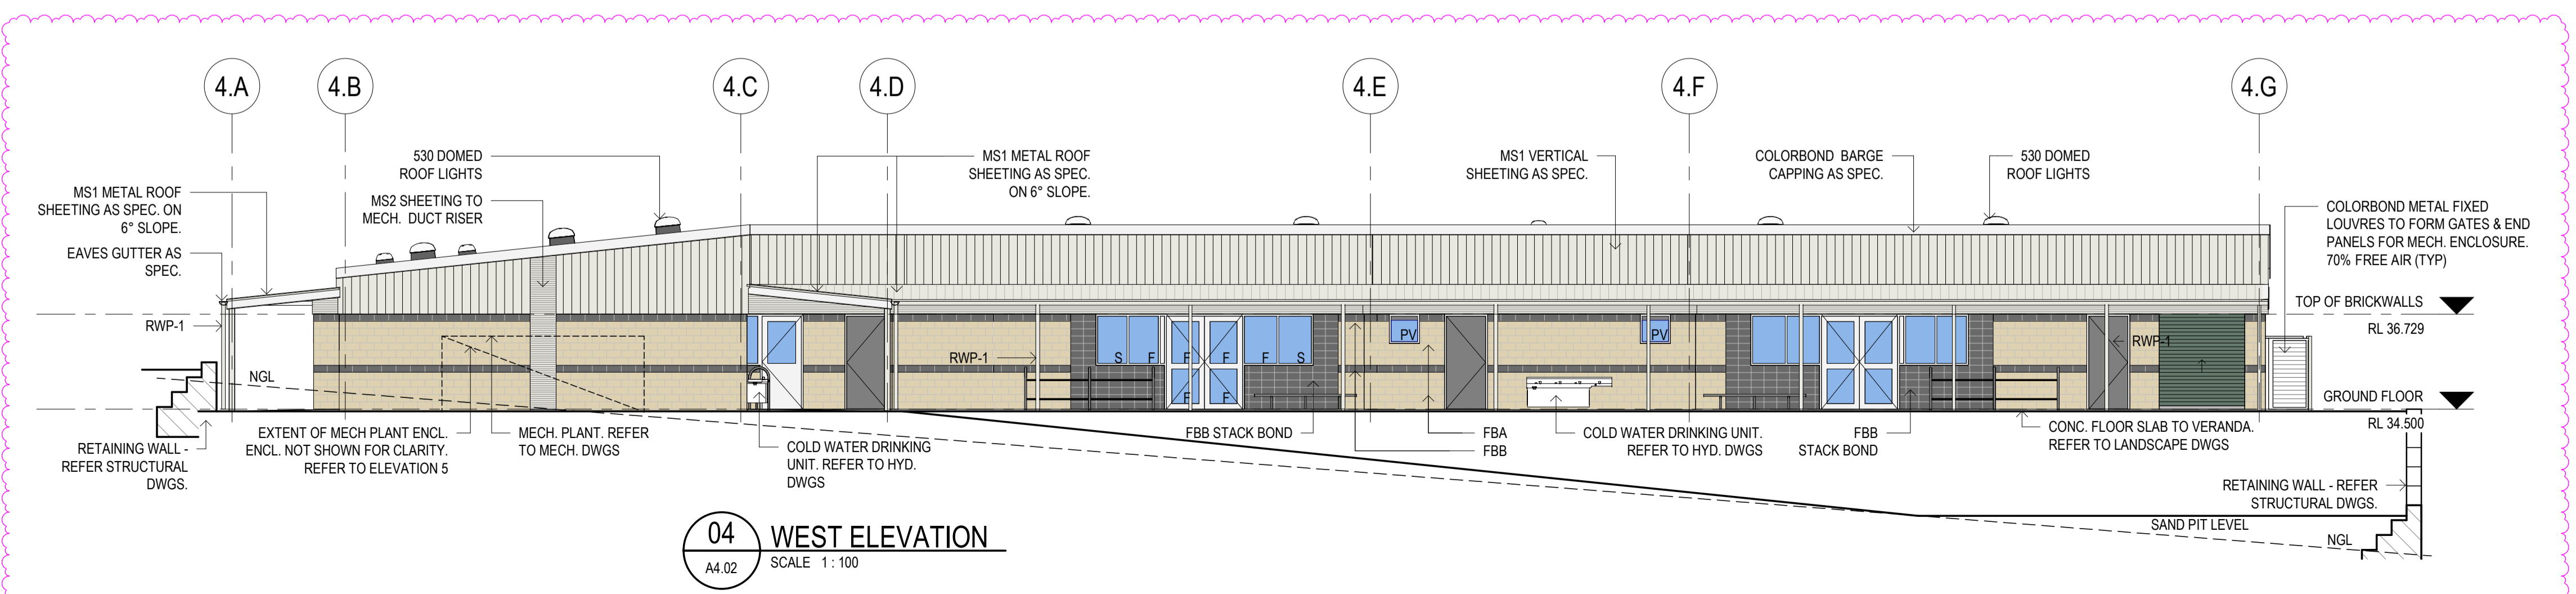 4.A
4.B
4.C
4.D
4.E
4.F
4.G
530 DOMED
ROOF LIGHTS
MS1 METAL ROOF
SHEETING AS SPEC.
ON 6° SLOPE.
MS1 VERTICAL
SHEETING AS SPEC.
COLORBOND BARGE
CAPPING AS SPEC.
530 DOMED
ROOF LIGHTS
MS1 METAL ROOF
SHEETING AS SPEC. ON
6° SLOPE.
MS2 SHEETING TO
MECH. DUCT RISER
COLORBOND METAL FIXED
LOUVRES TO FORM GATES & END
PANELS FOR MECH. ENCLOSURE.
70% FREE AIR (TYP)
EAVES GUTTER AS
SPEC.
TOP OF BRICKWALLS
RL 36.729
RWP-1
RWP-1
S
F
F
F
F
S
F
F
PV
PV
RWP-1
NGL
GROUND FLOOR
RL 34.500
RETAINING WALL -
REFER STRUCTURAL
DWGS.
EXTENT OF MECH PLANT ENCL.
ENCL. NOT SHOWN FOR CLARITY.
REFER TO ELEVATION 5
MECH. PLANT. REFER
TO MECH. DWGS
COLD WATER DRINKING
UNIT. REFER TO HYD.
DWGS
FBB STACK BOND
FBA
FBB
COLD WATER DRINKING UNIT.
REFER TO HYD. DWGS
FBB
STACK BOND
CONC. FLOOR SLAB TO VERANDA.
REFER TO LANDSCAPE DWGS
RETAINING WALL - REFER
STRUCTURAL DWGS.
SAND PIT LEVEL
NGL
04
A4.02
WEST ELEVATION
SCALE 1 : 100